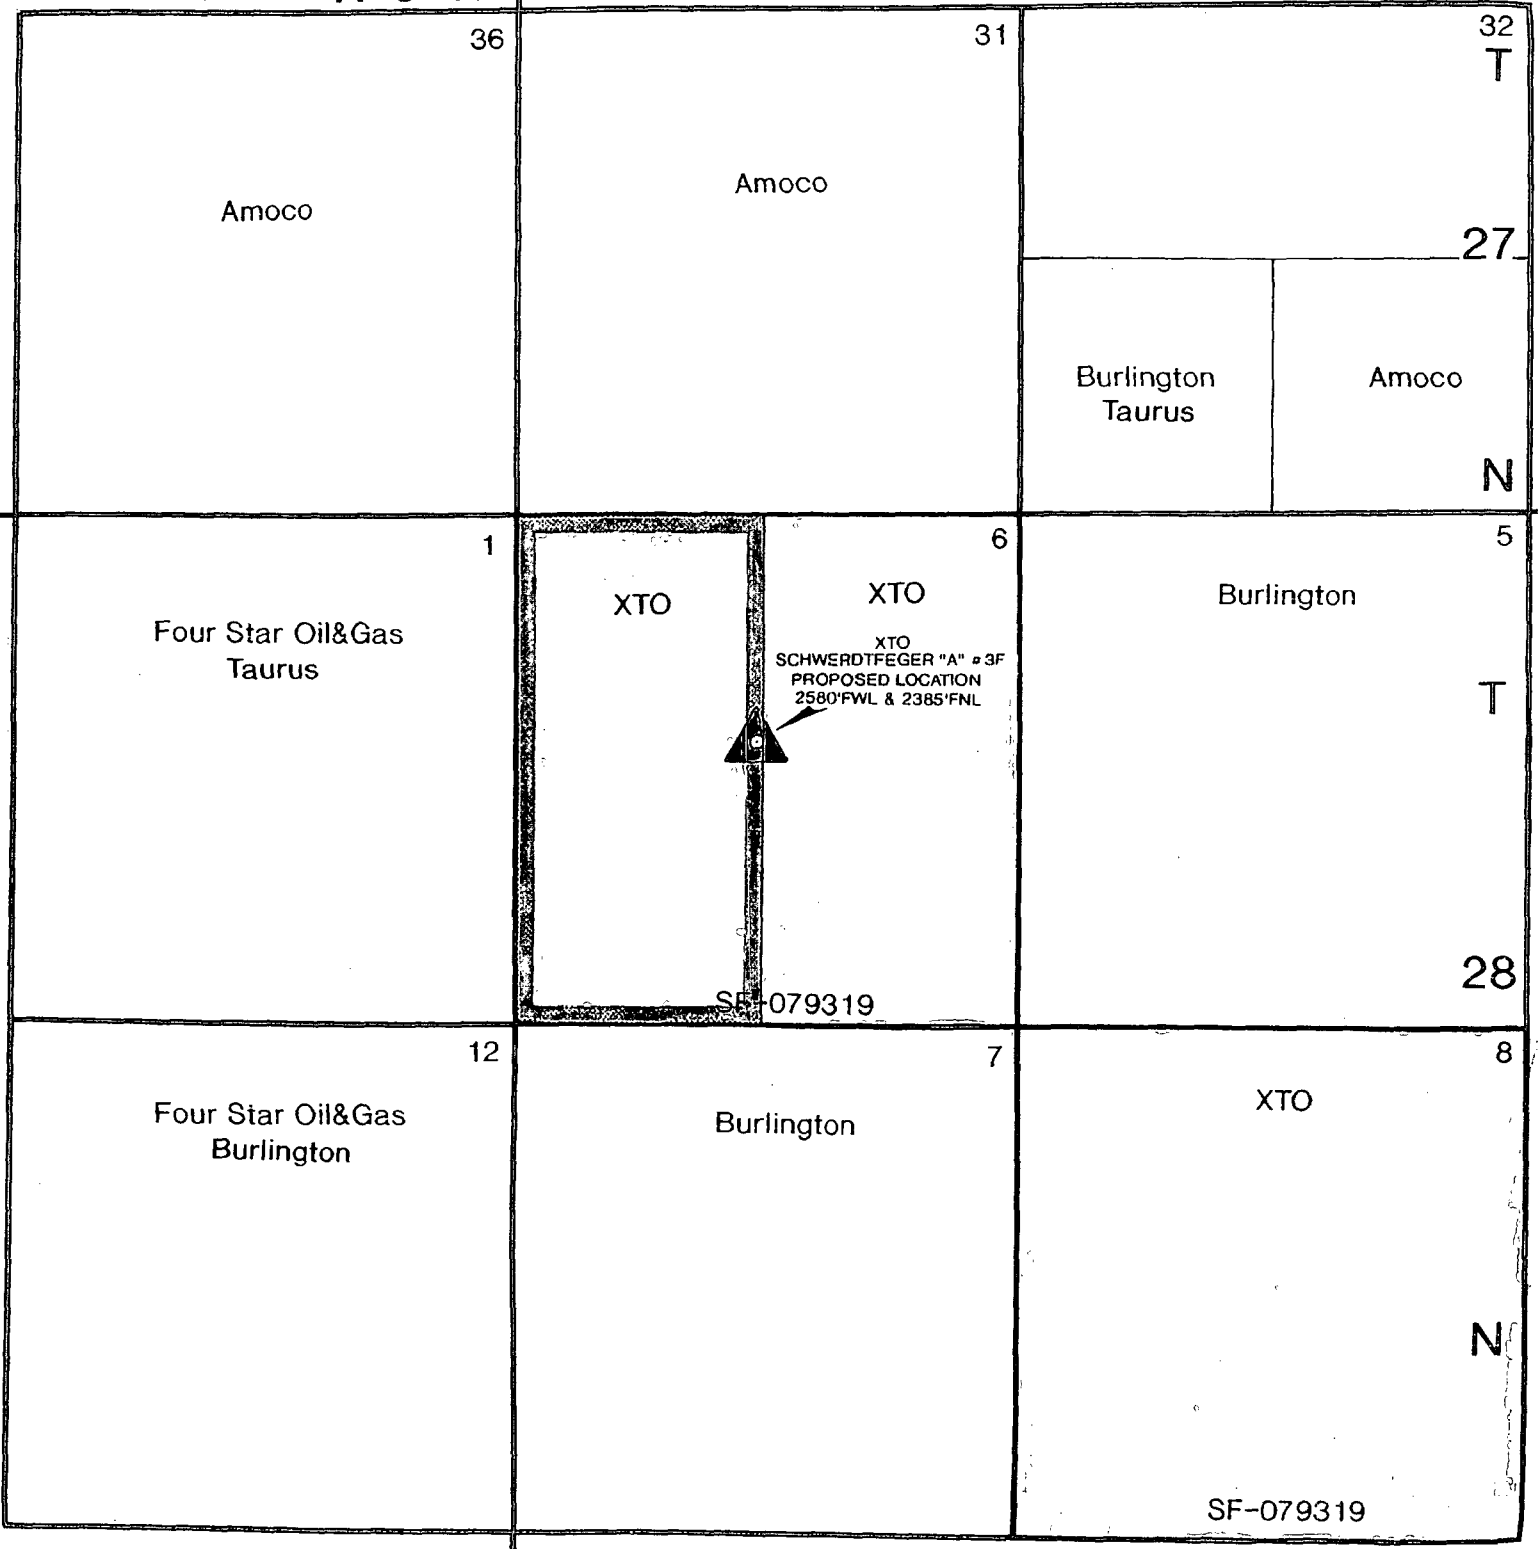 36
31
32
T
Amoco
Amoco
27
Burlington
Taurus
Amoco
N
1
6
5
Four Star Oil&Gas
Taurus
XTO
XTO
XTO
SCHWERDTFEGER "A" # 3F
PROPOSED LOCATION
2580'FWL & 2385'FNL
Burlington
T
28
SF-079319
12
7
8
Four Star Oil&Gas
Burlington
Burlington
XTO
N
SF-079319